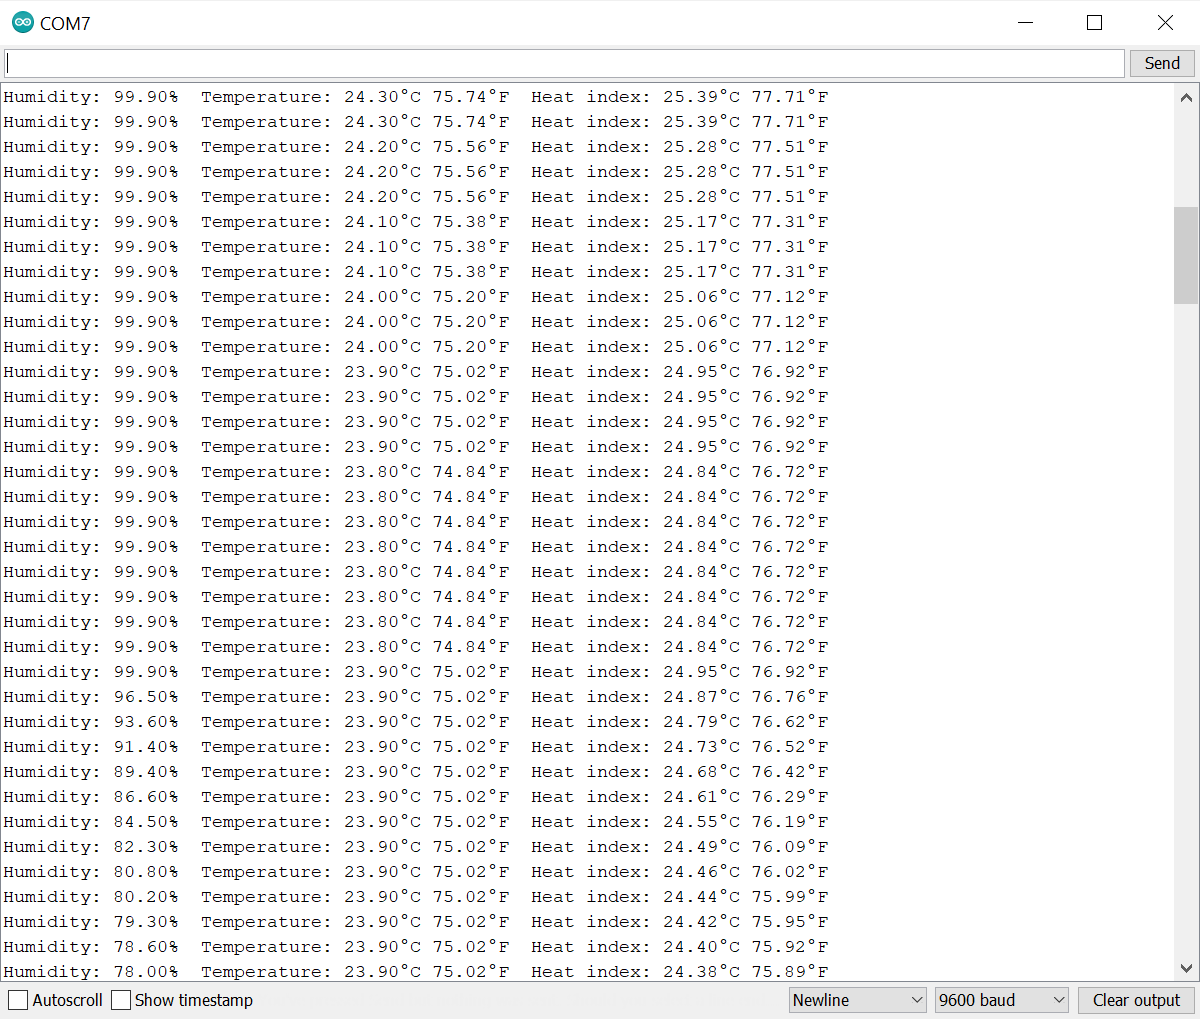 COM7
Send
Humidity: 99.90%  Temperature: 24.30°C 75.74°F  Heat index: 25.39°C 77.71°F
Humidity: 99.90%  Temperature: 24.30°C 75.74°F  Heat index: 25.39°C 77.71°F
Humidity: 99.90%  Temperature: 24.20°C 75.56°F  Heat index: 25.28°C 77.51°F
Humidity: 99.90%  Temperature: 24.20°C 75.56°F  Heat index: 25.28°C 77.51°F
Humidity: 99.90%  Temperature: 24.20°C 75.56°F  Heat index: 25.28°C 77.51°F
Humidity: 99.90%  Temperature: 24.10°C 75.38°F  Heat index: 25.17°C 77.31°F
Humidity: 99.90%  Temperature: 24.10°C 75.38°F  Heat index: 25.17°C 77.31°F
Humidity: 99.90%  Temperature: 24.10°C 75.38°F  Heat index: 25.17°C 77.31°F
Humidity: 99.90%  Temperature: 24.00°C 75.20°F  Heat index: 25.06°C 77.12°F
Humidity: 99.90%  Temperature: 24.00°C 75.20°F  Heat index: 25.06°C 77.12°F
Humidity: 99.90%  Temperature: 24.00°C 75.20°F  Heat index: 25.06°C 77.12°F
Humidity: 99.90%  Temperature: 23.90°C 75.02°F  Heat index: 24.95°C 76.92°F
Humidity: 99.90%  Temperature: 23.90°C 75.02°F  Heat index: 24.95°C 76.92°F
Humidity: 99.90%  Temperature: 23.90°C 75.02°F  Heat index: 24.95°C 76.92°F
Humidity: 99.90%  Temperature: 23.90°C 75.02°F  Heat index: 24.95°C 76.92°F
Humidity: 99.90%  Temperature: 23.80°C 74.84°F  Heat index: 24.84°C 76.72°F
Humidity: 99.90%  Temperature: 23.80°C 74.84°F  Heat index: 24.84°C 76.72°F
Humidity: 99.90%  Temperature: 23.80°C 74.84°F  Heat index: 24.84°C 76.72°F
Humidity: 99.90%  Temperature: 23.80°C 74.84°F  Heat index: 24.84°C 76.72°F
Humidity: 99.90%  Temperature: 23.80°C 74.84°F  Heat index: 24.84°C 76.72°F
Humidity: 99.90%  Temperature: 23.80°C 74.84°F  Heat index: 24.84°C 76.72°F
Humidity: 99.90%  Temperature: 23.80°C 74.84°F  Heat index: 24.84°C 76.72°F
Humidity: 99.90%  Temperature: 23.80°C 74.84°F  Heat index: 24.84°C 76.72°F
Humidity: 99.90%  Temperature: 23.90°C 75.02°F  Heat index: 24.95°C 76.92°F
Humidity: 96.50%  Temperature: 23.90°C 75.02°F  Heat index: 24.87°C 76.76°F
Humidity: 93.60%  Temperature: 23.90°C 75.02°F  Heat index: 24.79°C 76.62°F
Humidity: 91.40%  Temperature: 23.90°C 75.02°F  Heat index: 24.73°C 76.52°F
Humidity: 89.40%  Temperature: 23.90°C 75.02°F  Heat index: 24.68°C 76.42°F
Humidity: 86.60%  Temperature: 23.90°C 75.02°F  Heat index: 24.61°C 76.29°F
Humidity: 84.50%  Temperature: 23.90°C 75.02°F  Heat index: 24.55°C 76.19°F
Humidity: 82.30%  Temperature: 23.90°C 75.02°F  Heat index: 24.49°C 76.09°F
Humidity: 80.80%  Temperature: 23.90°C 75.02°F  Heat index: 24.46°C 76.02°F
Humidity: 80.20%  Temperature: 23.90°C 75.02°F  Heat index: 24.44°C 75.99°F
Humidity: 79.30%  Temperature: 23.90°C 75.02°F  Heat index: 24.42°C 75.95°F
Humidity: 78.60%  Temperature: 23.90°C 75.02°F  Heat index: 24.40°C 75.92°F
Humidity: 78.00%  Temperature: 23.90°C 75.02°F  Heat index: 24.38°C 75.89°F
Autoscroll Show timestamp Newline 9600 baud Clear output